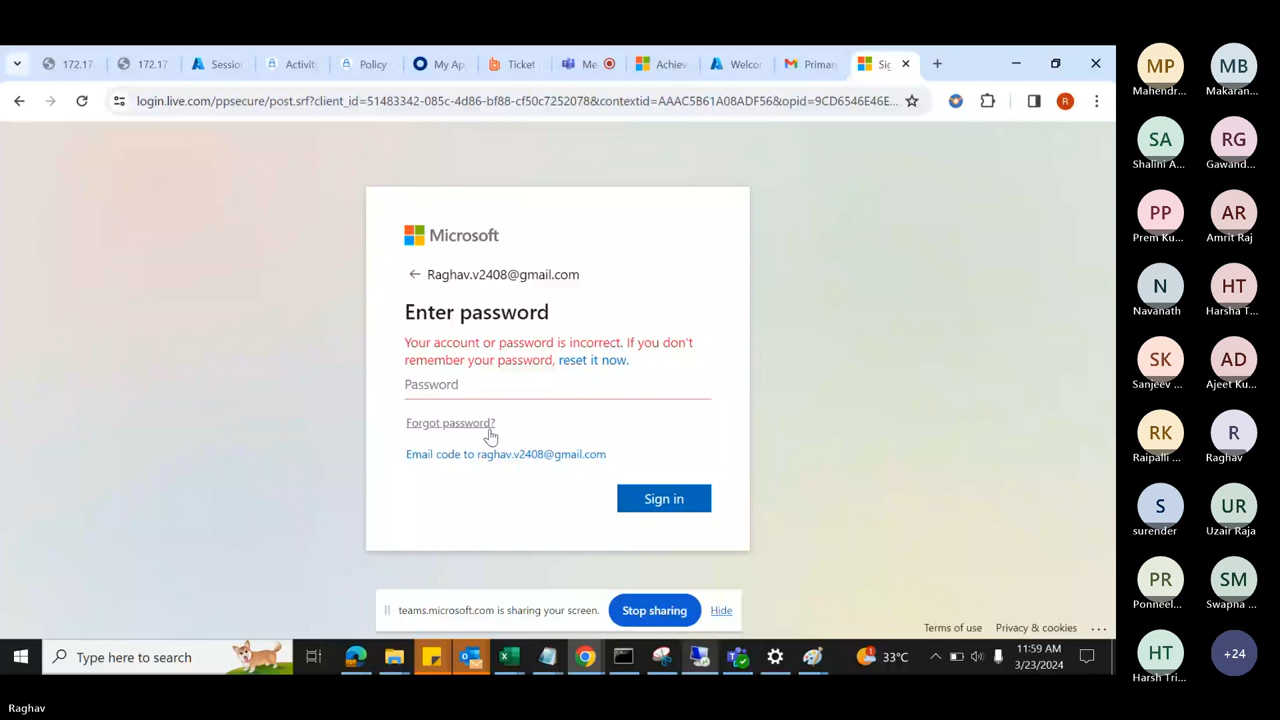 172.17
172.17
Session
Activity
Policy
My Ap
Ticket
Me
Achiev
Welco
Primar
Sig
login.live.com/ppsecure/post.srf?client_id=51483342-085c-4d86-bf88-cf50c7252078&contextid=AAAC5B61A08ADF56&opid=9CD6546E46E...
R
Microsoft
Raghav.v2408@gmail.com
Enter password
Your account or password is incorrect. If you don't
remember your password, reset it now.
Password
Forgot password?
Email code to raghav.v2408@gmail.com
Sign in
teams.microsoft.com is sharing your screen.
Stop sharing
Hide
Terms of use
Privacy & cookies
...
Type here to search
33°C
11:59 AM
3/23/2024
MP
Mahendr...
MB
Makaran...
SA
Shalini A...
RG
Gawand...
PP
Prem Ku...
AR
Amrit Raj
N
Navanath
HT
Harsha T...
SK
Sanjeev ...
AD
Ajeet Ku...
RK
Raipalli ...
R
Raghav
S
surender
UR
Uzair Raja
PR
Ponneel...
SM
Swapna ...
HT
Harsh Tri...
+24
Raghav